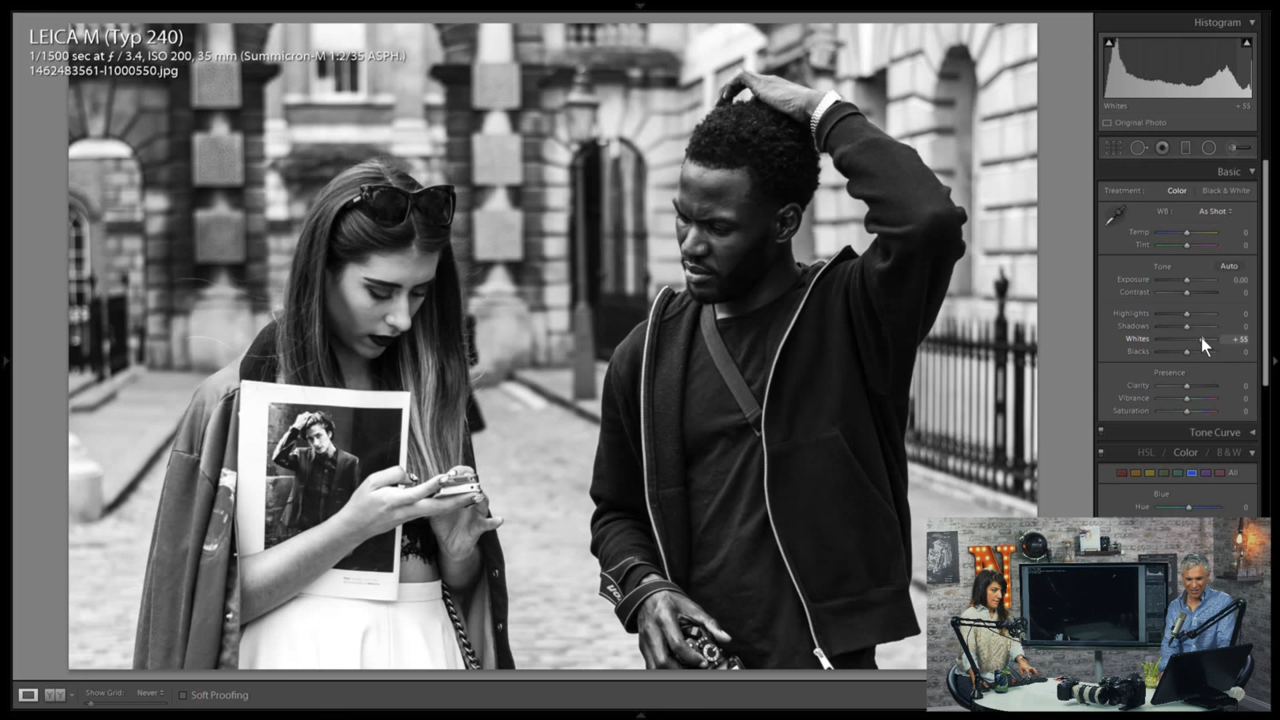 LEICA M (Typ 240)
1/1500 sec at ƒ / 3.4, ISO 200, 35 mm (Summicron-M 1:2/35 ASPH.)
1462483561-L1000550.jpg
Histogram
Whites + 55
Original Photo
Basic
Treatment : Color Black & White
WB : As Shot
Temp 0
Tint 0
Tone Auto
Exposure 0.00
Contrast 0
Highlights 0
Shadows 0
Whites + 55
Blacks 0
Presence
Clarity 0
Vibrance 0
Saturation 0
Tone Curve
HSL / Color / B & W
All
Blue
Hue 0
N
Y Y Show Grid: Never Soft Proofing